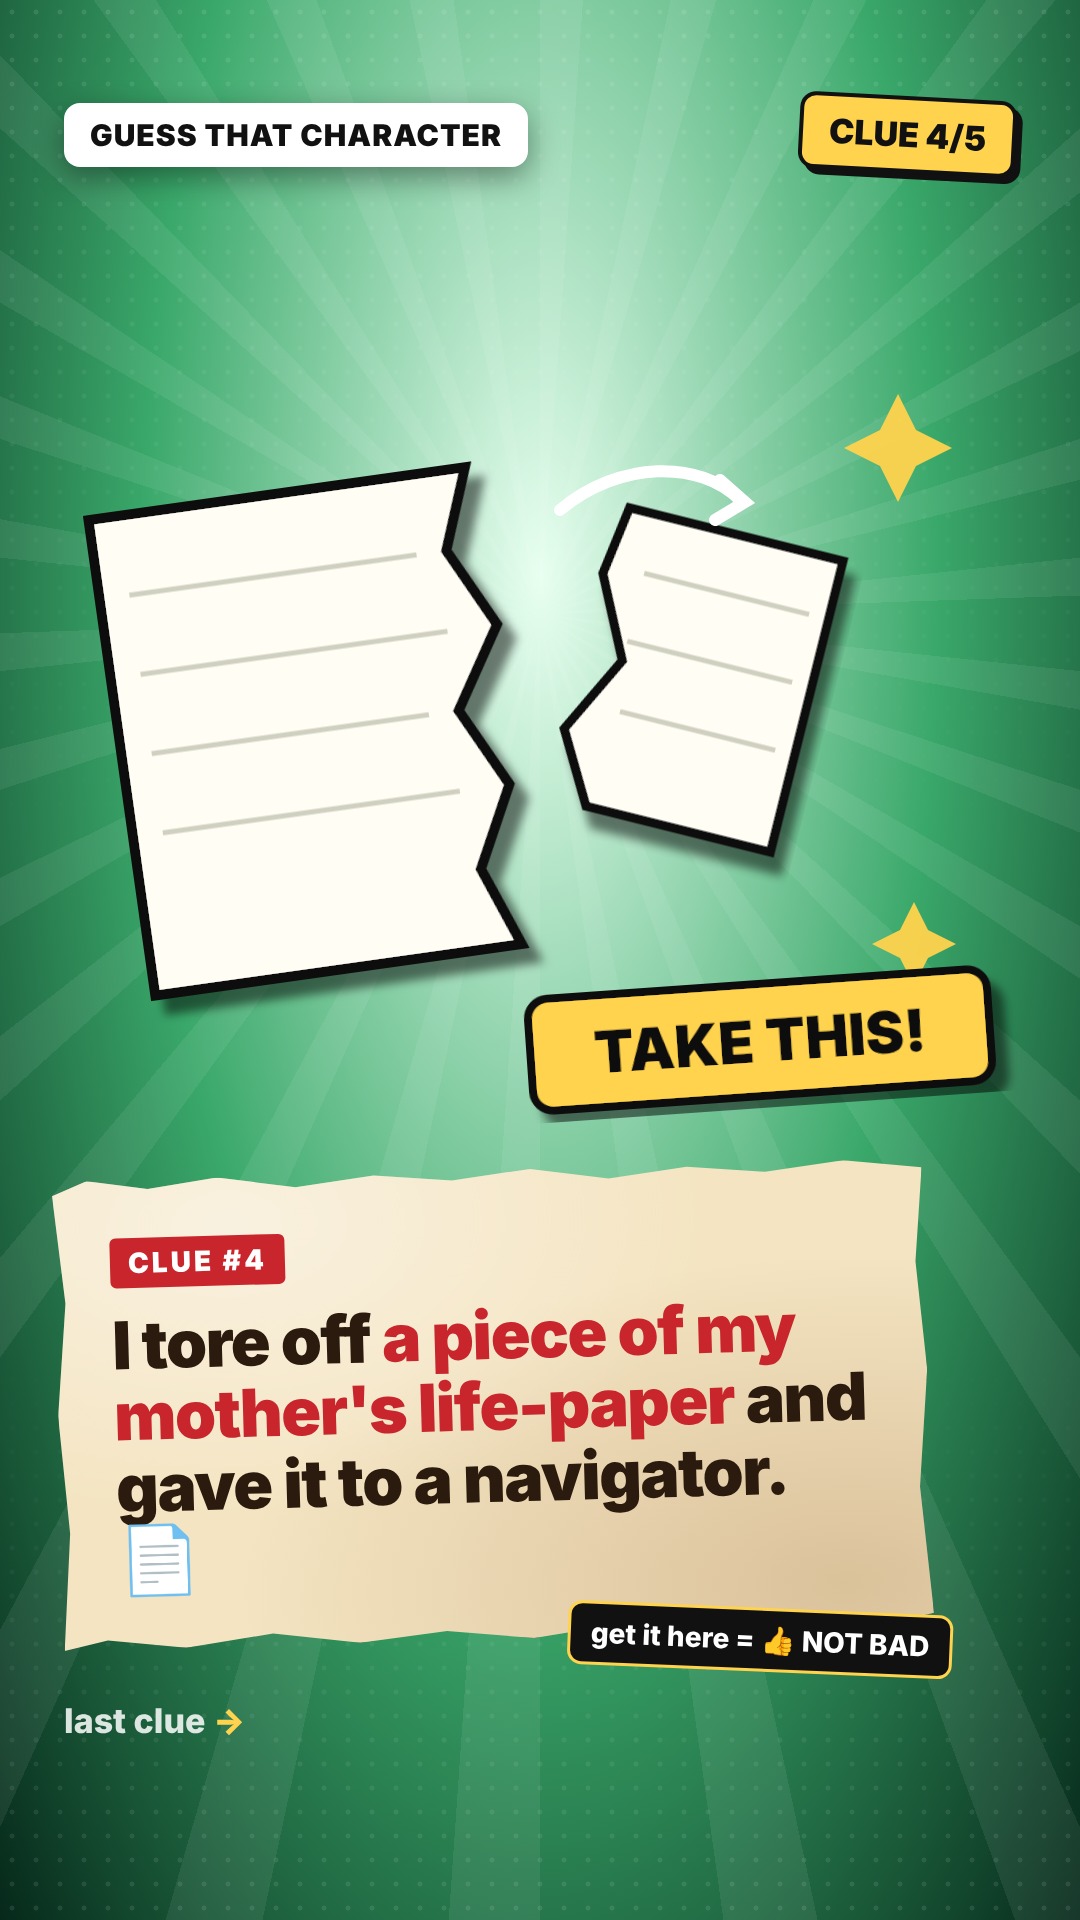 GUESS THAT CHARACTER
CLUE 4/5
TAKE THIS!
CLUE #4
I tore off a piece of my
mother's life-paper and
gave it to a navigator.
get it here = 👍 NOT BAD
last clue →